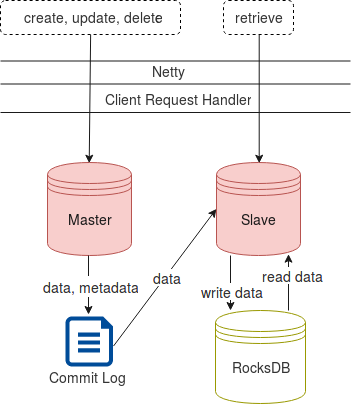 create, update, delete
retrieve
Netty
Client Request Handler
Master
Slave
data, metadata
data
write data
read data
Commit Log
RocksDB